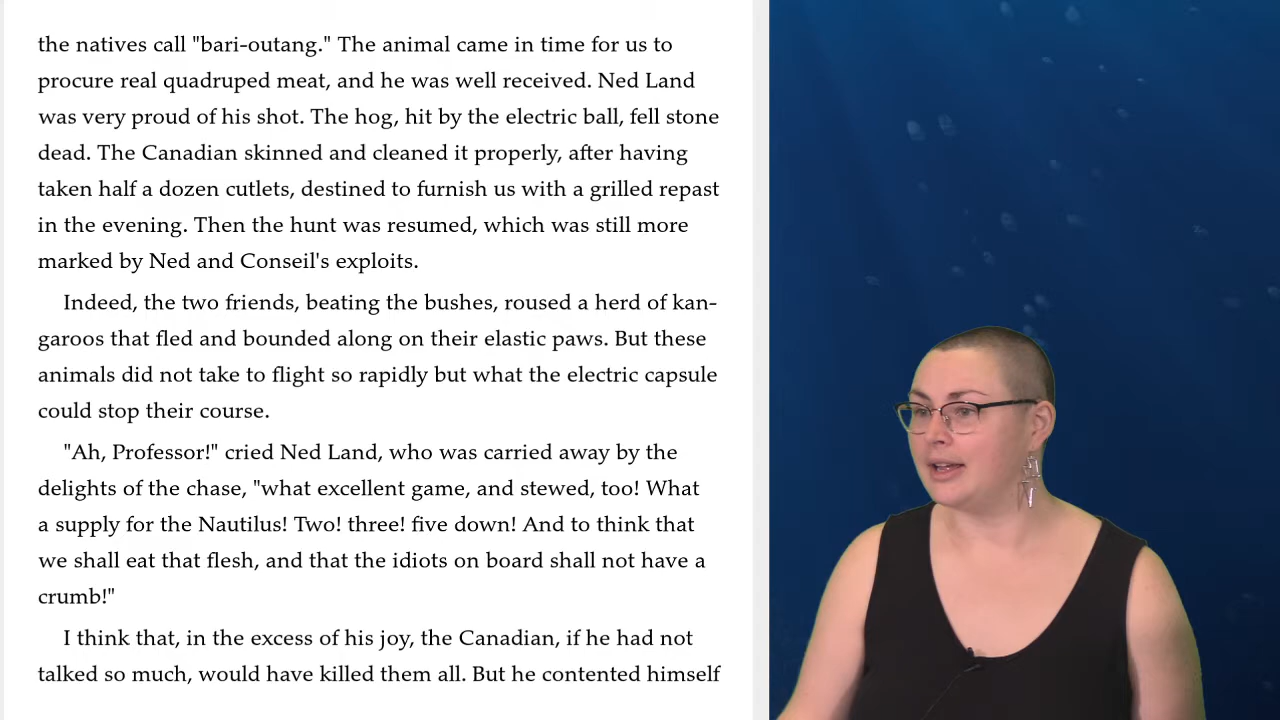 the natives call "bari-outang." The animal came in time for us to
procure real quadruped meat, and he was well received. Ned Land
was very proud of his shot. The hog, hit by the electric ball, fell stone
dead. The Canadian skinned and cleaned it properly, after having
taken half a dozen cutlets, destined to furnish us with a grilled repast
in the evening. Then the hunt was resumed, which was still more
marked by Ned and Conseil's exploits.
Indeed, the two friends, beating the bushes, roused a herd of kan-
garoos that fled and bounded along on their elastic paws. But these
animals did not take to flight so rapidly but what the electric capsule
could stop their course.
"Ah, Professor!" cried Ned Land, who was carried away by the
delights of the chase, "what excellent game, and stewed, too! What
a supply for the Nautilus! Two! three! five down! And to think that
we shall eat that flesh, and that the idiots on board shall not have a
crumb!"
I think that, in the excess of his joy, the Canadian, if he had not
talked so much, would have killed them all. But he contented himself